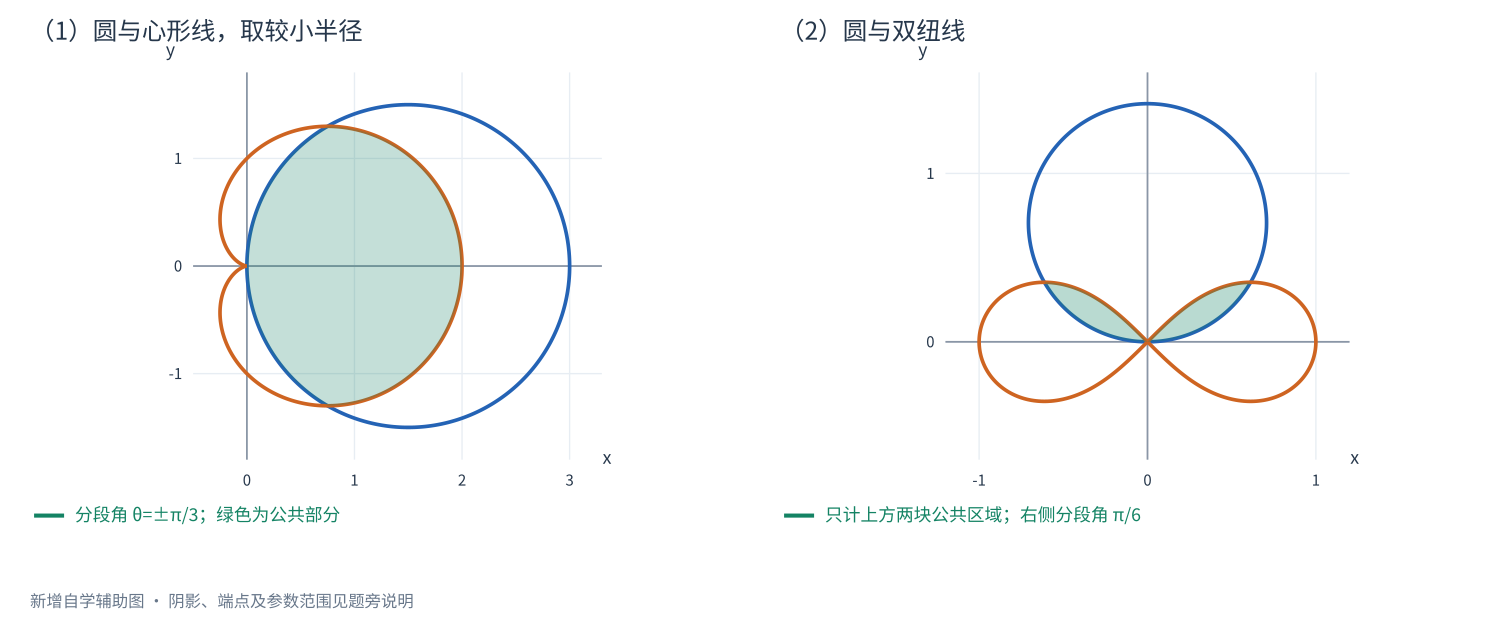 （1）圆与心形线，取较小半径
y
1
0
-1
0 1 2 3
x
分段角 θ=±π/3；绿色为公共部分
（2）圆与双纽线
y
1
0
-1 0 1
x
只计上方两块公共区域；右侧分段角 π/6
新增自学辅助图 · 阴影、端点及参数范围见题旁说明